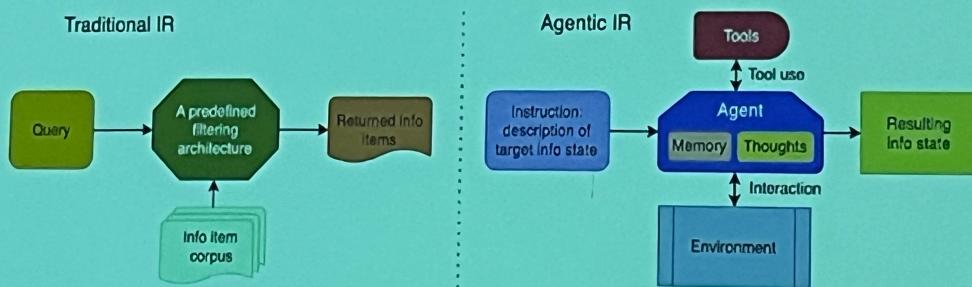 Traditional IR
Query
A predefined
filtering
architecture
Returned info
items
Info item
corpus
Agentic IR
Tools
Tool use
Instruction:
description of
target info state
Agent
Memory
Thoughts
Interaction
Environment
Resulting
info state